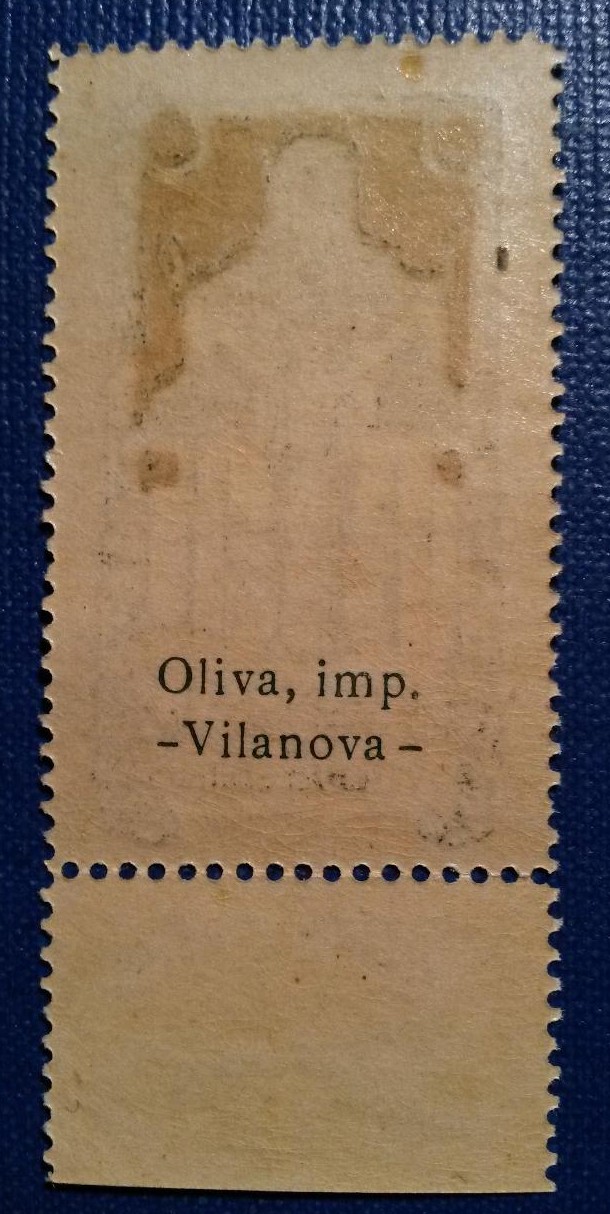 Oliva, imp.
–Vilanova–